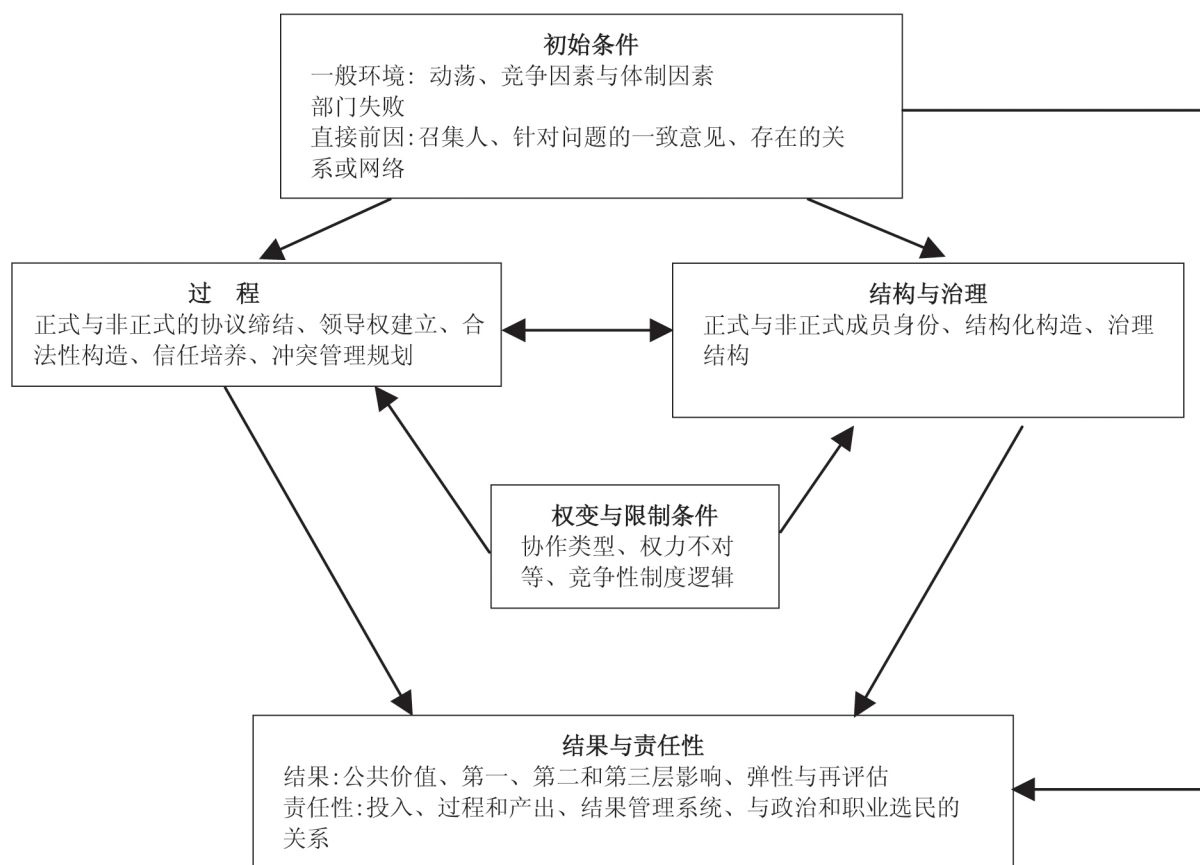 初始条件
一般环境: 动荡、竞争因素与体制因素
部门失败
直接前因:召集人、针对问题的一致意见、存在的关
系或网络
过 程
正式与非正式的协议缔结、领导权建立、合
法性构造、信任培养、冲突管理规划
结构与治理
正式与非正式成员身份、结构化构造、治理
结构
权变与限制条件
协作类型、权力不对
等、竞争性制度逻辑
结果与责任性
结果:公共价值、第一、第二和第三层影响、弹性与再评估
责任性:投入、过程和产出、结果管理系统、与政治和职业选民的
关系